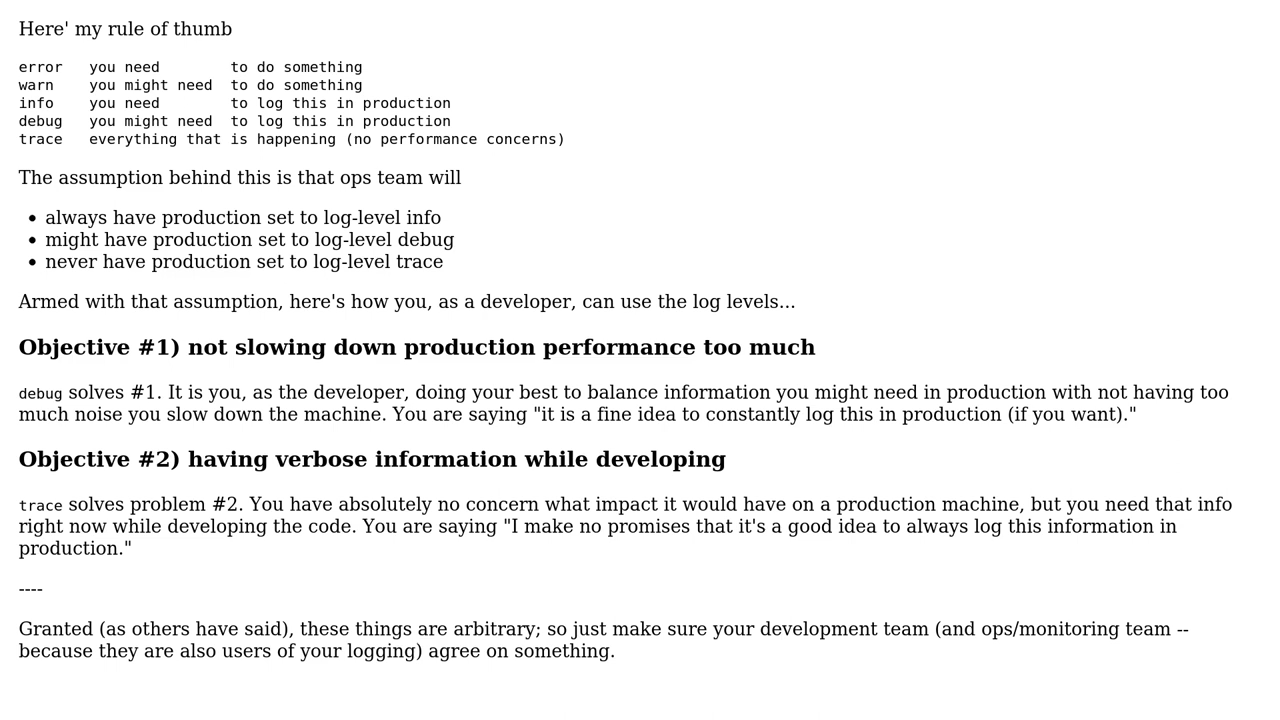 Here' my rule of thumb
error   you need        to do something
warn    you might need  to do something
info    you need        to log this in production
debug   you might need  to log this in production
trace   everything that is happening (no performance concerns)
The assumption behind this is that ops team will
• always have production set to log-level info
• might have production set to log-level debug
• never have production set to log-level trace
Armed with that assumption, here's how you, as a developer, can use the log levels...
Objective #1) not slowing down production performance too much
debug solves #1. It is you, as the developer, doing your best to balance information you might need in production with not having too
much noise you slow down the machine. You are saying "it is a fine idea to constantly log this in production (if you want)."
Objective #2) having verbose information while developing
trace solves problem #2. You have absolutely no concern what impact it would have on a production machine, but you need that info
right now while developing the code. You are saying "I make no promises that it's a good idea to always log this information in
production."
----
Granted (as others have said), these things are arbitrary; so just make sure your development team (and ops/monitoring team --
because they are also users of your logging) agree on something.